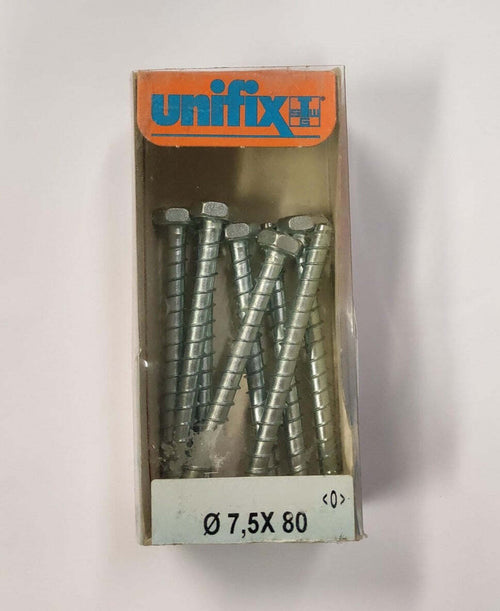 unifix
<0>
Ø 7,5X 80